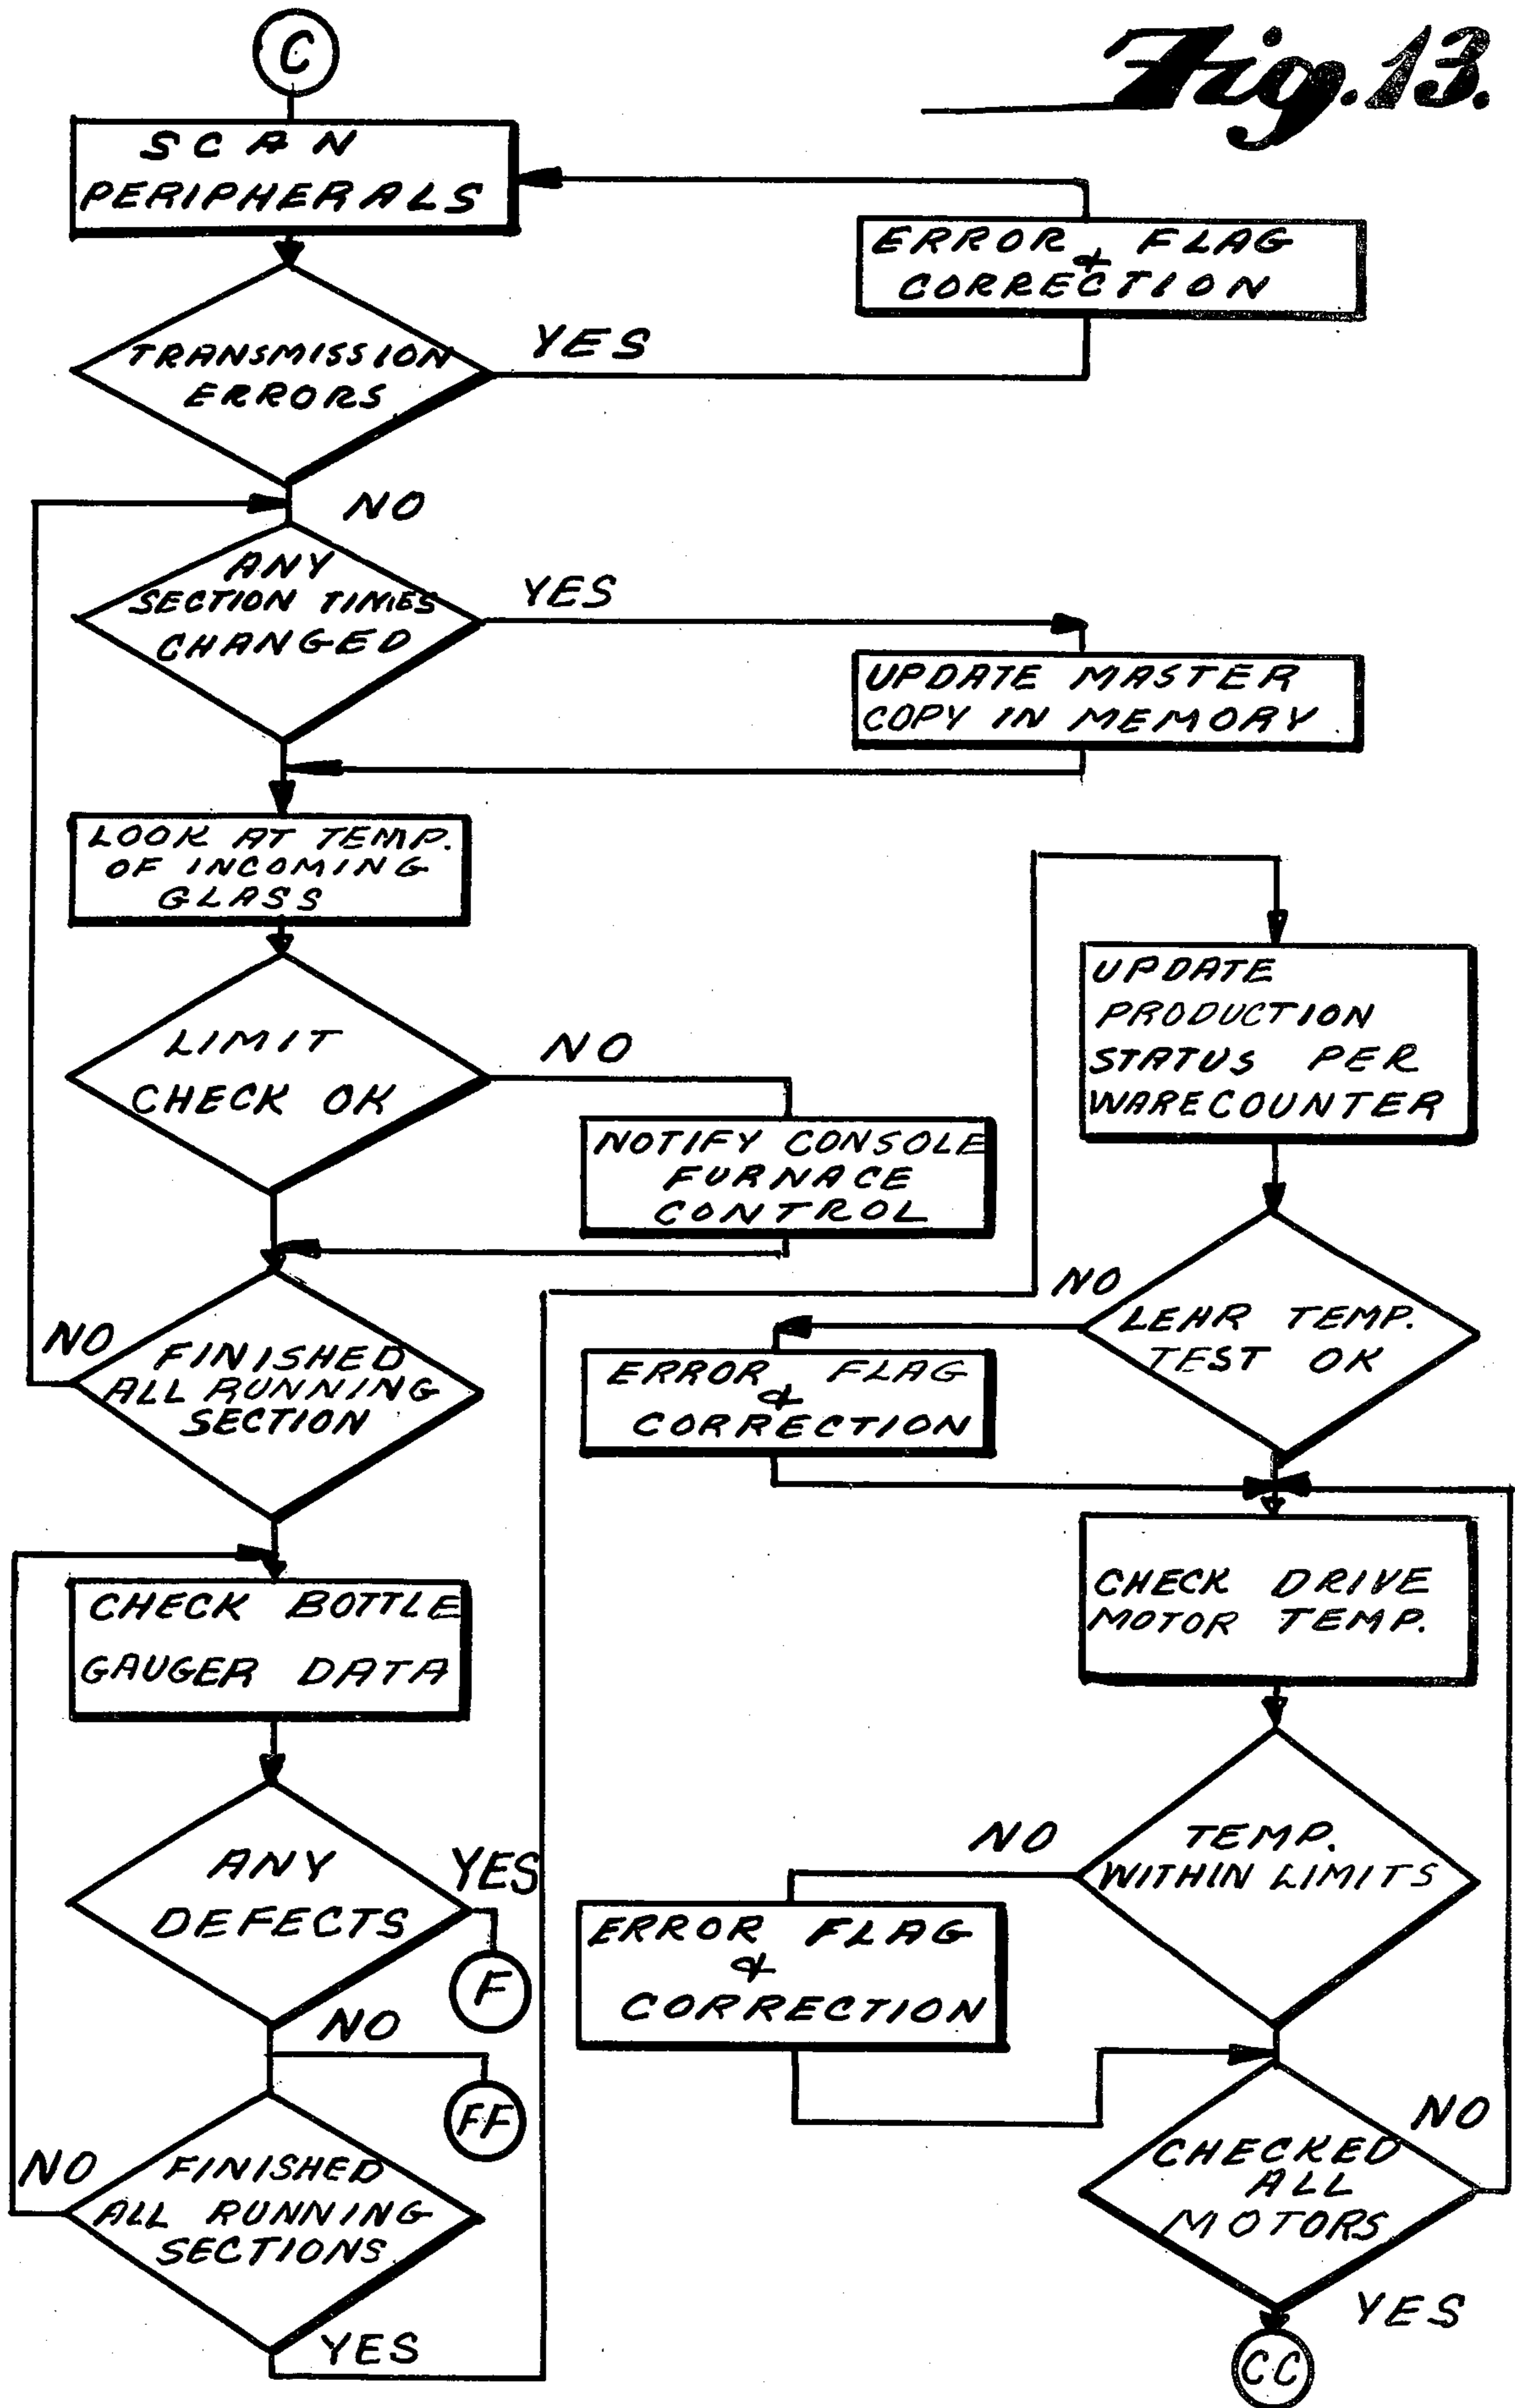 Fig. 13.
C
SCAN
PERIPHERALS
ERROR & FLAG
CORRECTION
TRANSMISSION
ERRORS
YES
NO
ANY
SECTION TIMES
CHANGED
YES
UPDATE MASTER
COPY IN MEMORY
LOOK AT TEMP.
OF INCOMING
GLASS
LIMIT
CHECK OK
NO
NOTIFY CONSOLE
FURNACE
CONTROL
NO
FINISHED
ALL RUNNING
SECTION
CHECK BOTTLE
GAUGER DATA
ANY
DEFECTS
YES
F
NO
FF
NO
FINISHED
ALL RUNNING
SECTIONS
YES
UPDATE
PRODUCTION
STATUS PER
WARECOUNTER
NO
LEHR TEMP.
TEST OK
ERROR FLAG
&
CORRECTION
CHECK DRIVE
MOTOR TEMP.
NO
TEMP.
WITHIN LIMITS
ERROR FLAG
&
CORRECTION
NO
CHECKED
ALL
MOTORS
YES
CC